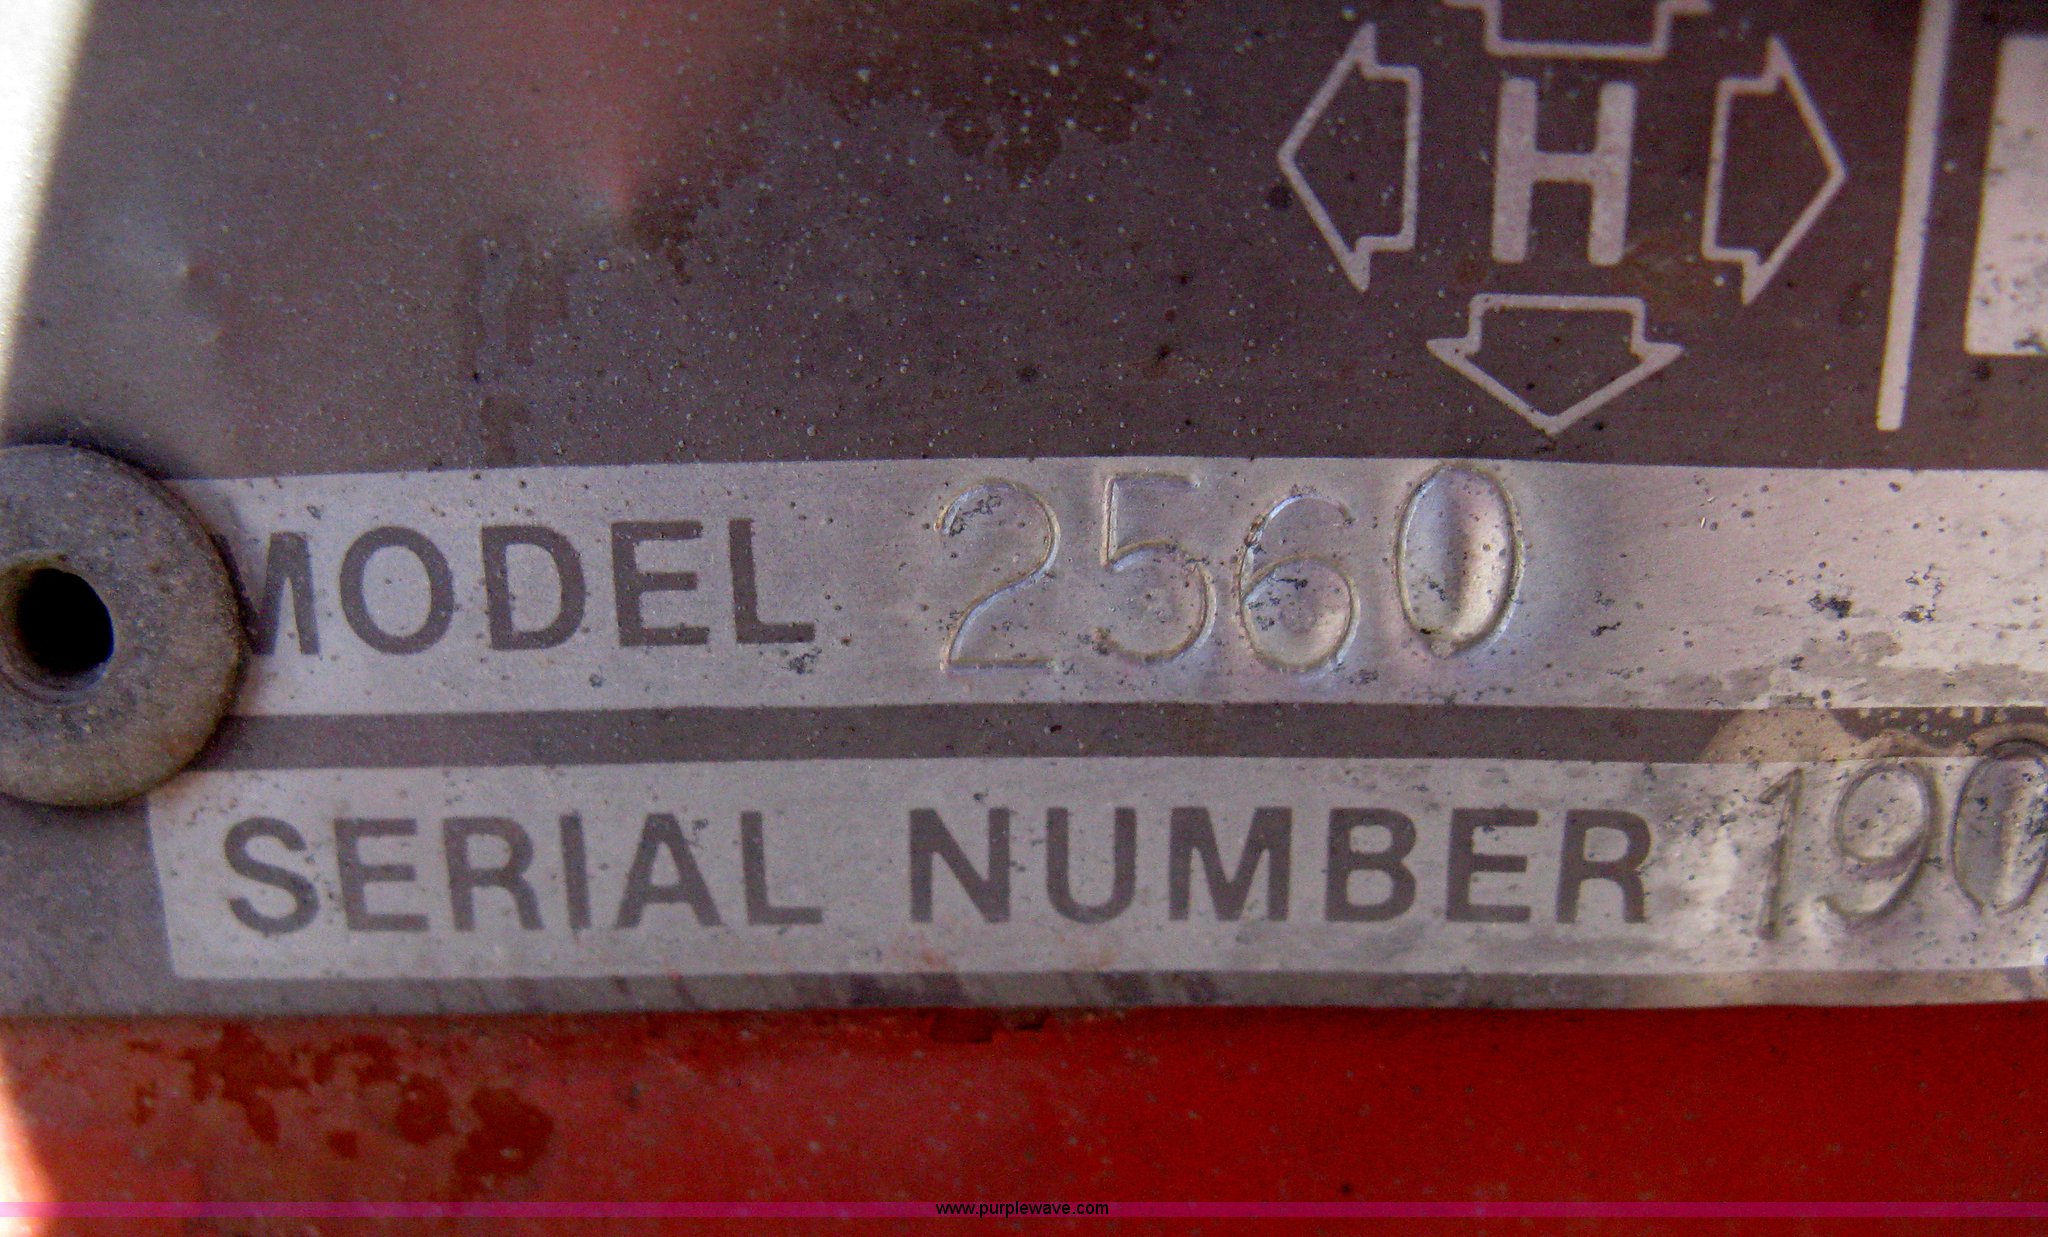 H
MODEL 2560
SERIAL NUMBER 190
www.purplewave.com